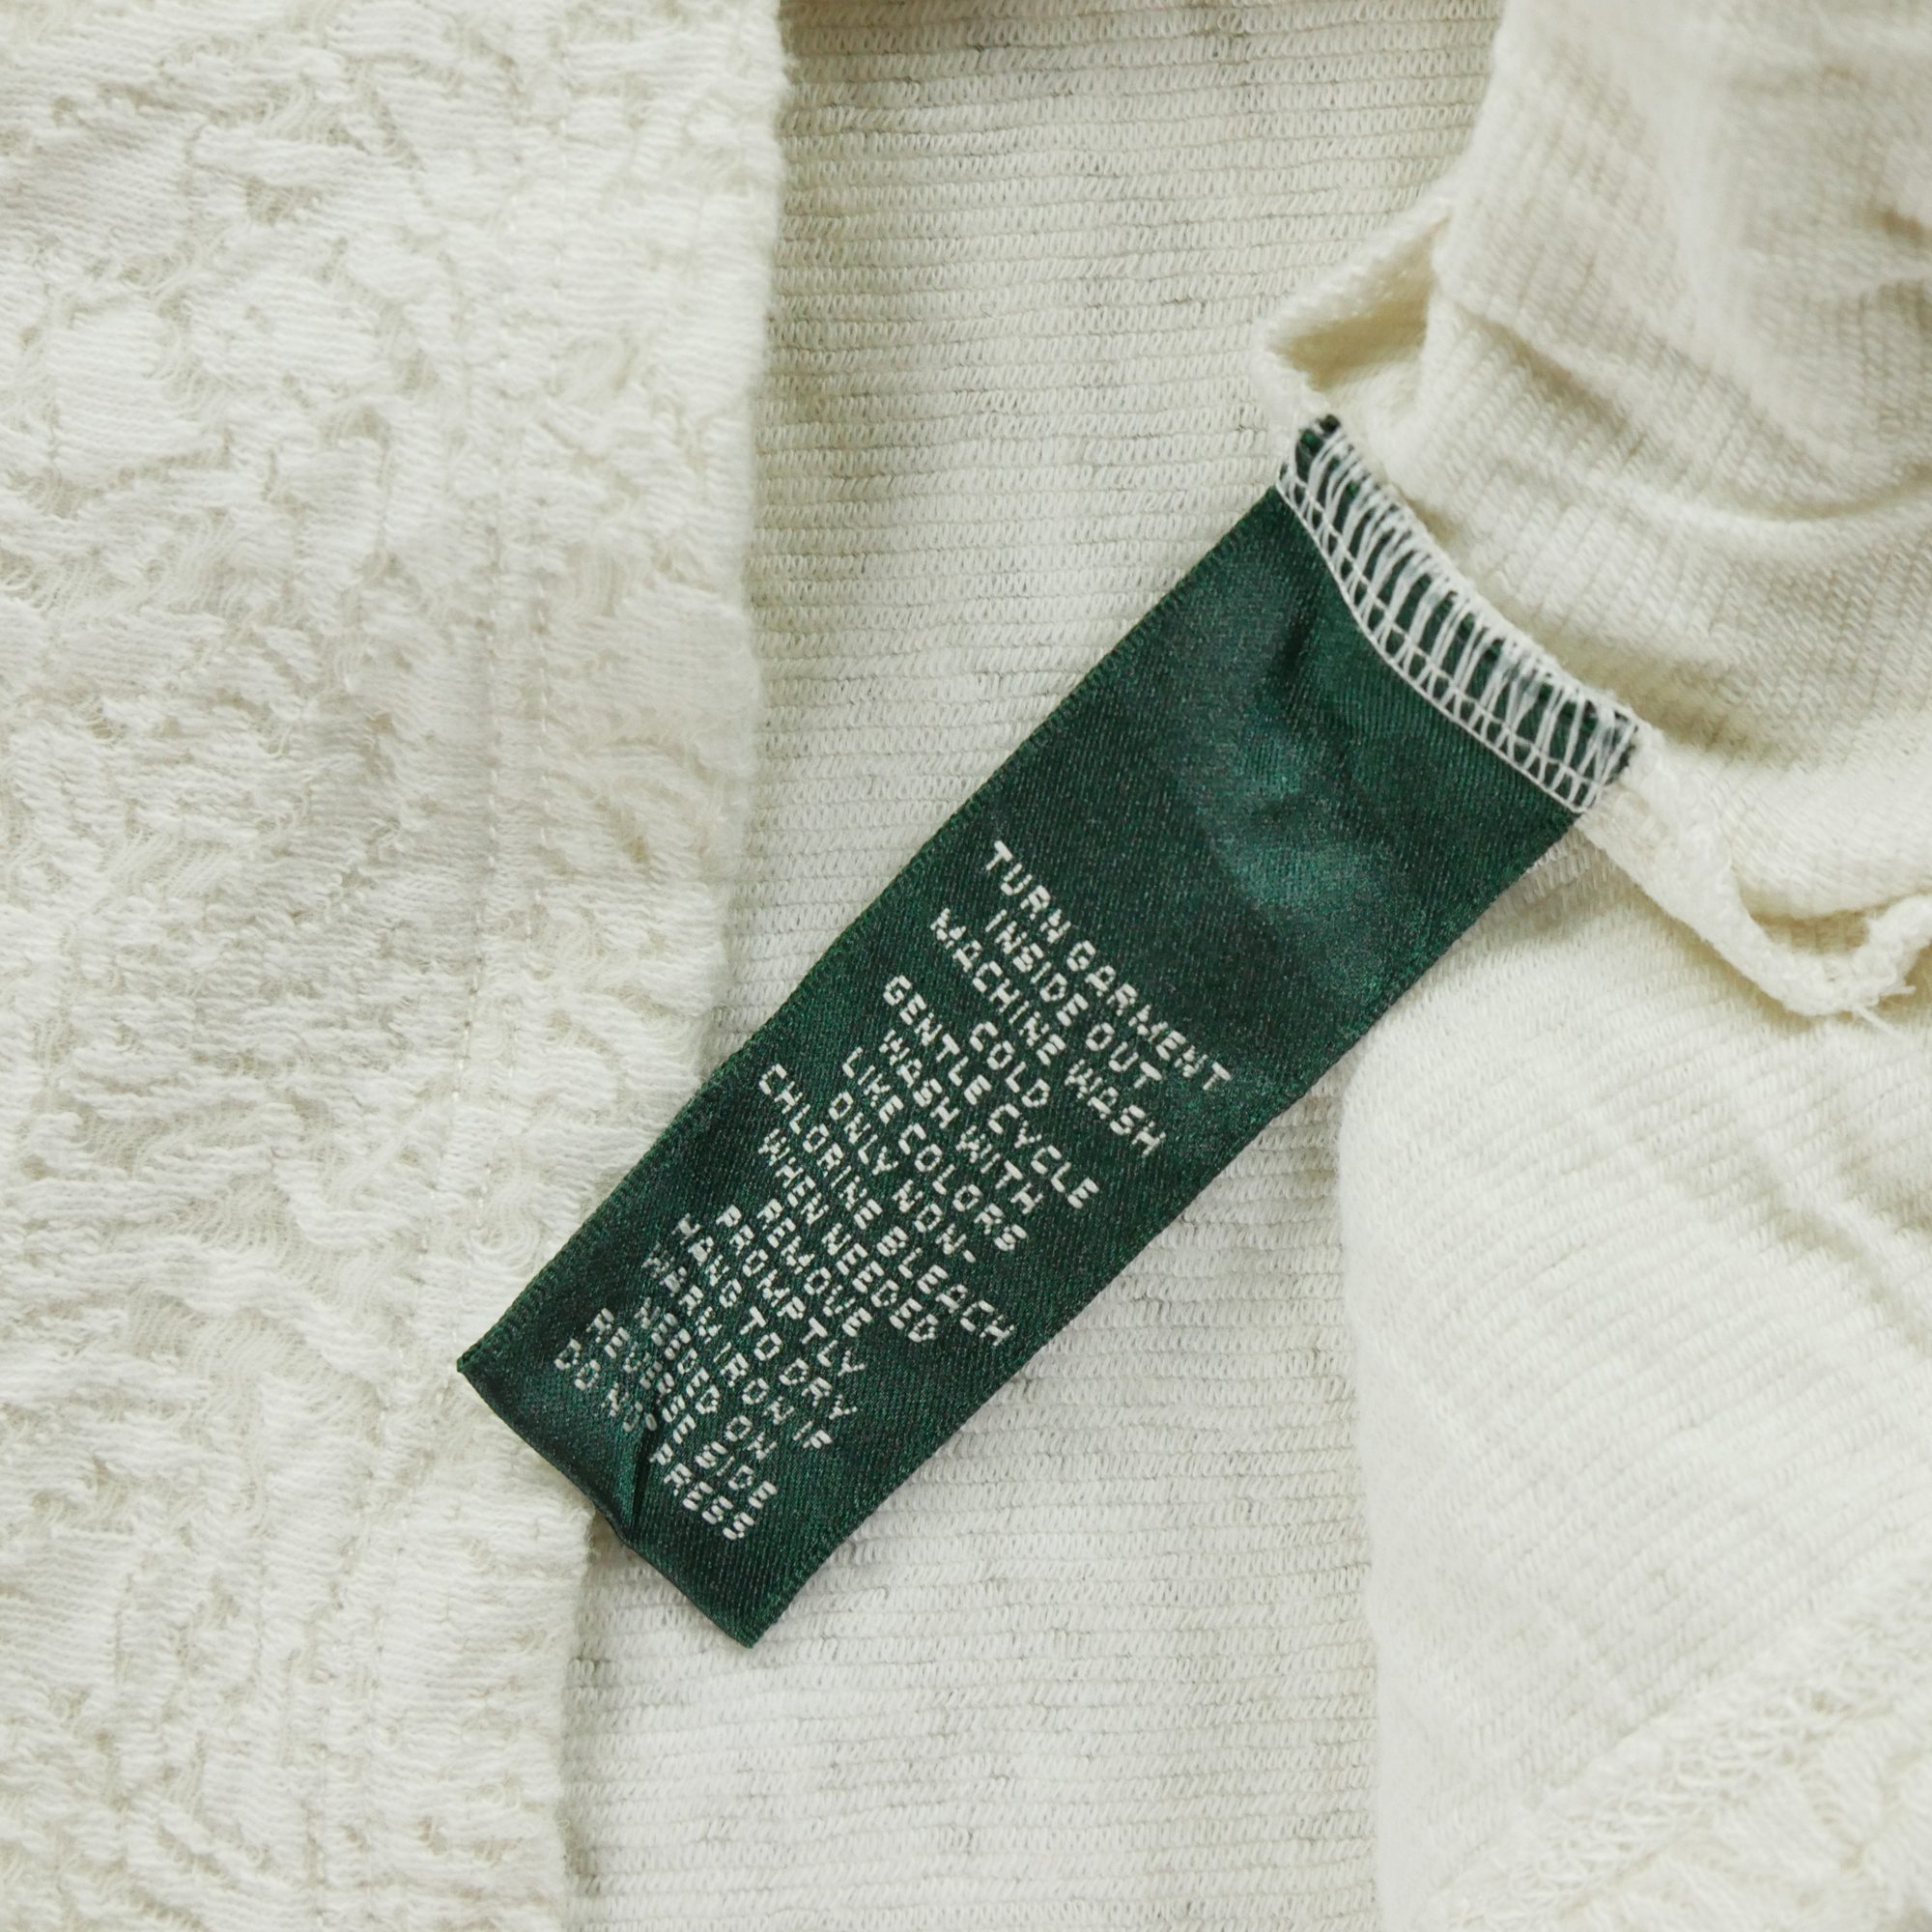 TURN GARMENT
INSIDE OUT
MACHINE WASH
COLD
GENTLE CYCLE
WASH WITH
LIKE COLORS
ONLY NON-
CHLORINE BLEACH
WHEN NEEDED
REMOVE
PROMPTLY
HANG TO DRY
WARM IRON IF
NEEDED ON
REVERSE SIDE
DO NOT PRESS